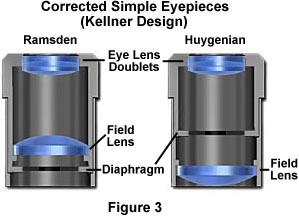 Corrected Simple Eyepieces
(Kellner Design)
Ramsden
Huygenian
Eye Lens
Doublets
Field
Lens
Diaphragm
Field
Lens
Figure 3